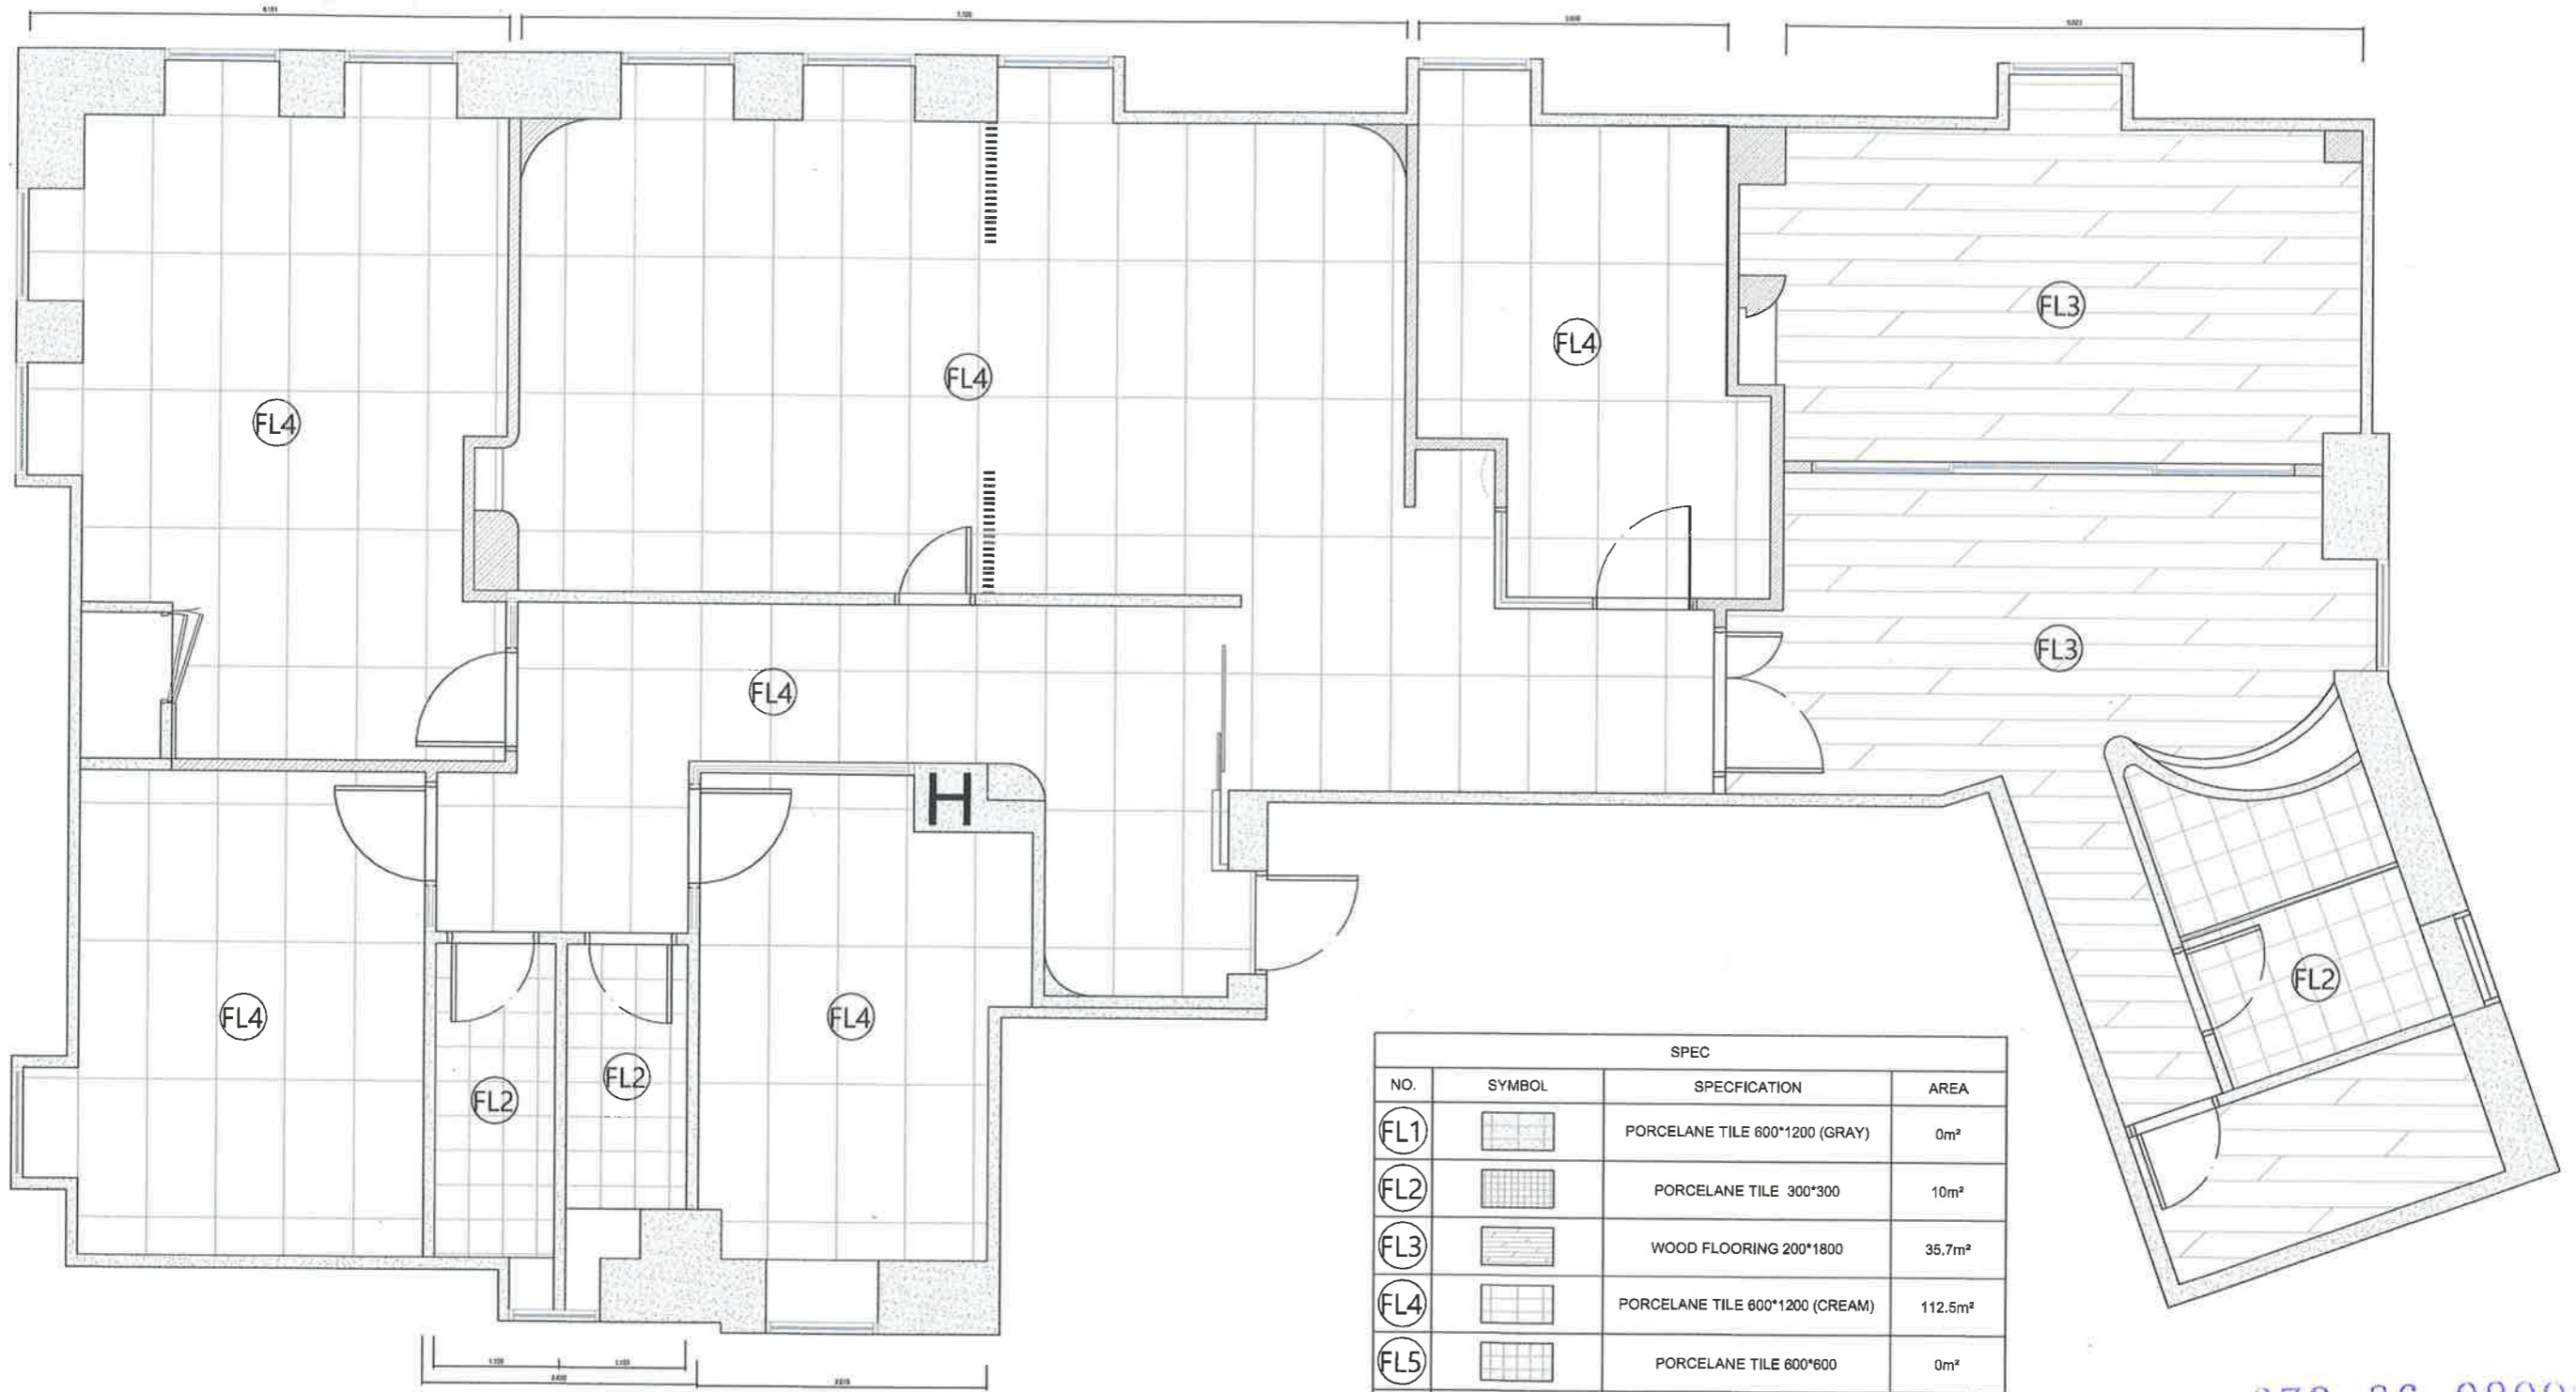 FL4
FL4
FL4
FL3
FL4
FL3
FL4
FL4
FL2
FL2
FL4
FL2
H
SPEC
NO. SYMBOL SPECFICATION AREA
FL1 PORCELANE TILE 600*1200 (GRAY) 0m²
FL2 PORCELANE TILE 300*300 10m²
FL3 WOOD FLOORING 200*1800 35.7m²
FL4 PORCELANE TILE 600*1200 (CREAM) 112.5m²
FL5 PORCELANE TILE 600*600 0m²